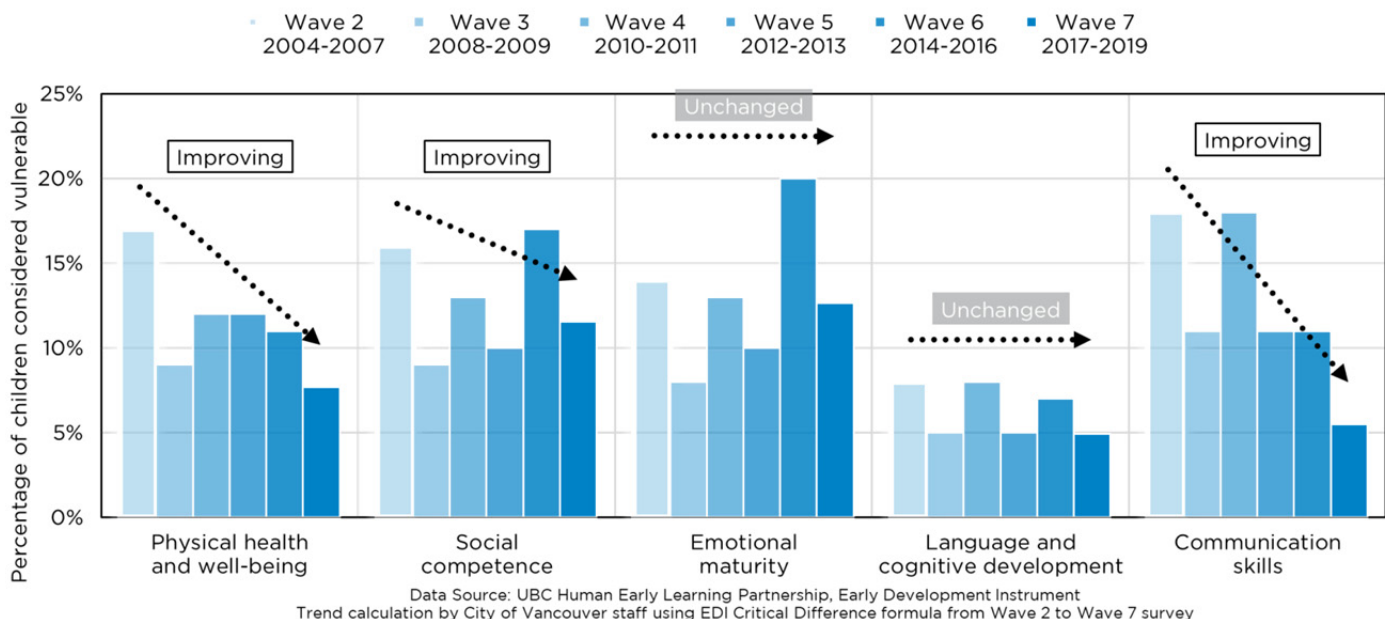 Wave 2 Wave 3 Wave 4 Wave 5 Wave 6 Wave 7
2004-2007 2008-2009 2010-2011 2012-2013 2014-2016 2017-2019
Percentage of children considered vulnerable
25%
20%
15%
10%
5%
0%
Improving
Improving
Unchanged
Unchanged
Improving
Physical health
and well-being
Social
competence
Emotional
maturity
Language and
cognitive development
Communication
skills
Data Source: UBC Human Early Learning Partnership, Early Development Instrument
Trend calculation by City of Vancouver staff using EDI Critical Difference formula from Wave 2 to Wave 7 survey